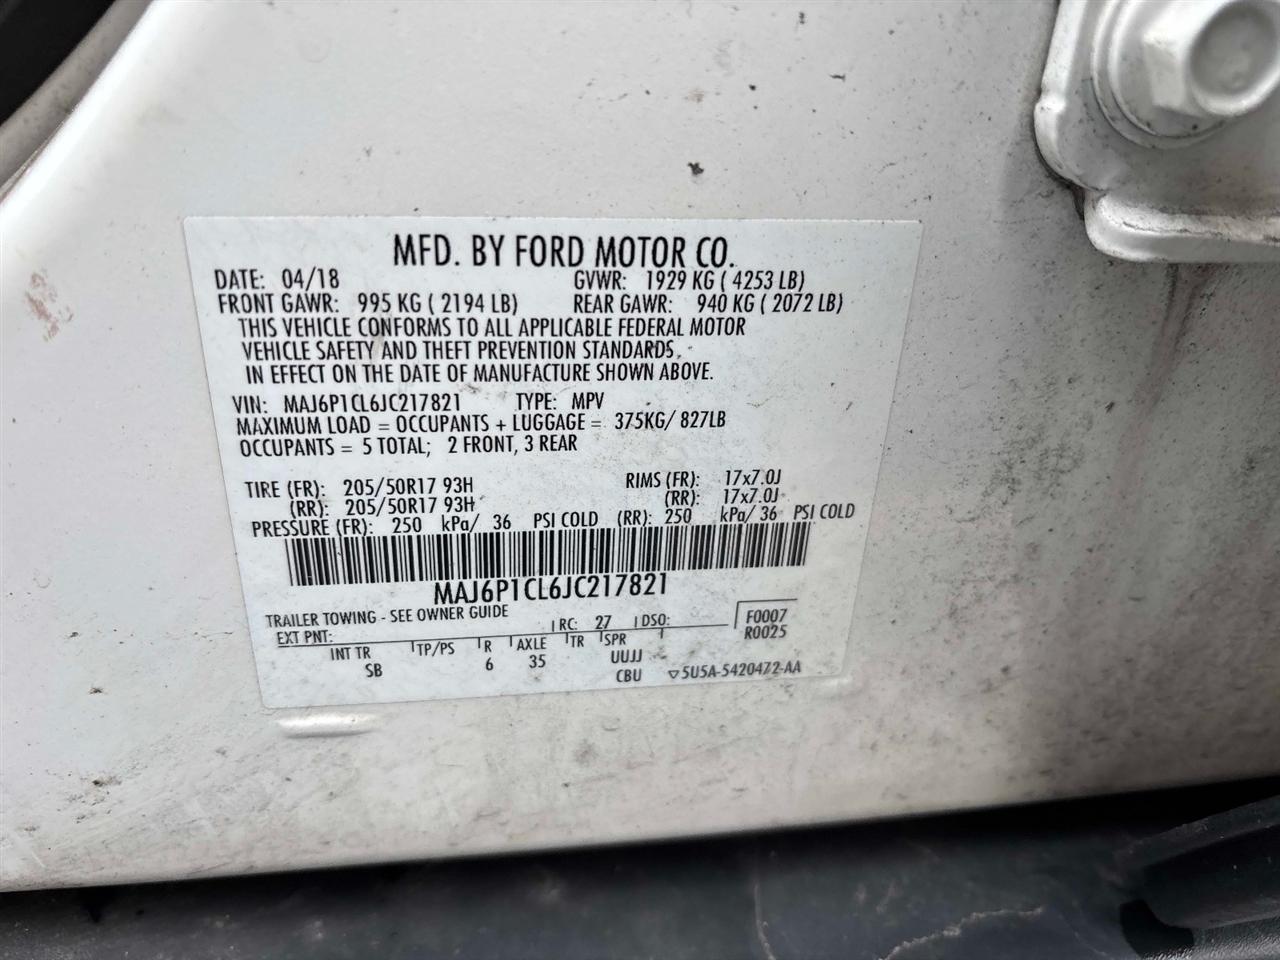 MFD. BY FORD MOTOR CO.
DATE: 04/18 GVWR: 1929 KG ( 4253 LB)
FRONT GAWR: 995 KG ( 2194 LB) REAR GAWR: 940 KG ( 2072 LB)
THIS VEHICLE CONFORMS TO ALL APPLICABLE FEDERAL MOTOR
VEHICLE SAFETY AND THEFT PREVENTION STANDARDS,
IN EFFECT ON THE DATE OF MANUFACTURE SHOWN ABOVE.
VIN: MAJ6P1CL6JC217821 TYPE: MPV
MAXIMUM LOAD = OCCUPANTS + LUGGAGE = 375KG/ 827LB
OCCUPANTS = 5 TOTAL; 2 FRONT, 3 REAR
TIRE (FR): 205/50R17 93H RIMS (FR): 17x7.0J
(RR): 205/50R17 93H (RR): 17x7.0J
PRESSURE (FR): 250 kPa/ 36 PSI COLD (RR): 250 kPa/ 36 PSI COLD
MAJ6P1CL6JC217821
TRAILER TOWING - SEE OWNER GUIDE
EXT PNT: RC: 27 DSO: F0007
R0025
INT TR TP/PS R AXLE TR SPR
SB 6 35 UUJJ
CBU ▽5U5A-5420472-AA